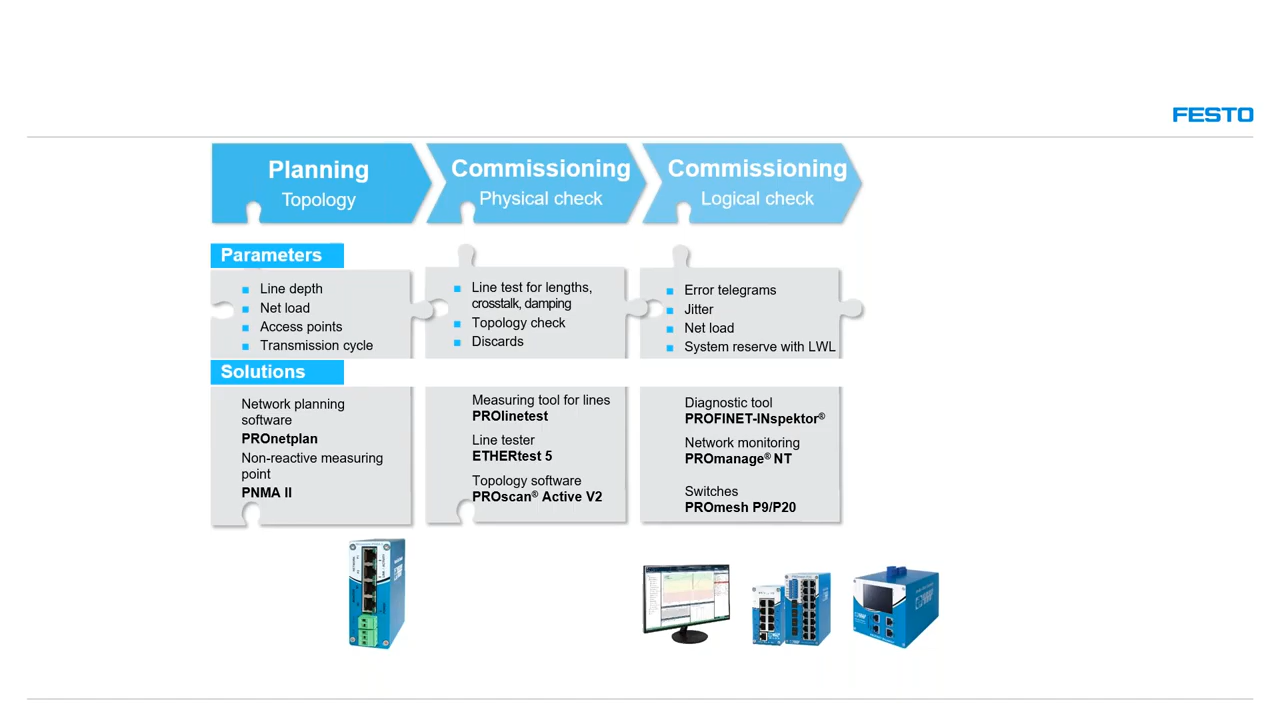 FESTO
Planning
Topology
Commissioning
Physical check
Commissioning
Logical check
Parameters
Line depth
Net load
Access points
Transmission cycle
Line test for lengths,
crosstalk, damping
Topology check
Discards
Error telegrams
Jitter
Net load
System reserve with LWL
Solutions
Network planning
software
PROnetplan
Non-reactive measuring
point
PNMA II
Measuring tool for lines
PROlinetest
Line tester
ETHERtest 5
Topology software
PROscan® Active V2
Diagnostic tool
PROFINET-INspektor®
Network monitoring
PROmanage® NT
Switches
PROmesh P9/P20